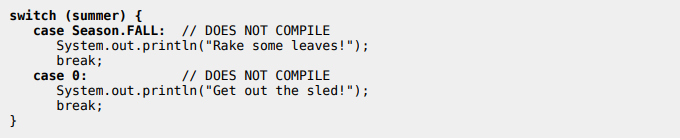 switch (summer) {
   case Season.FALL:  // DOES NOT COMPILE
      System.out.println("Rake some leaves!");
      break;
   case 0:            // DOES NOT COMPILE
      System.out.println("Get out the sled!");
      break;
}